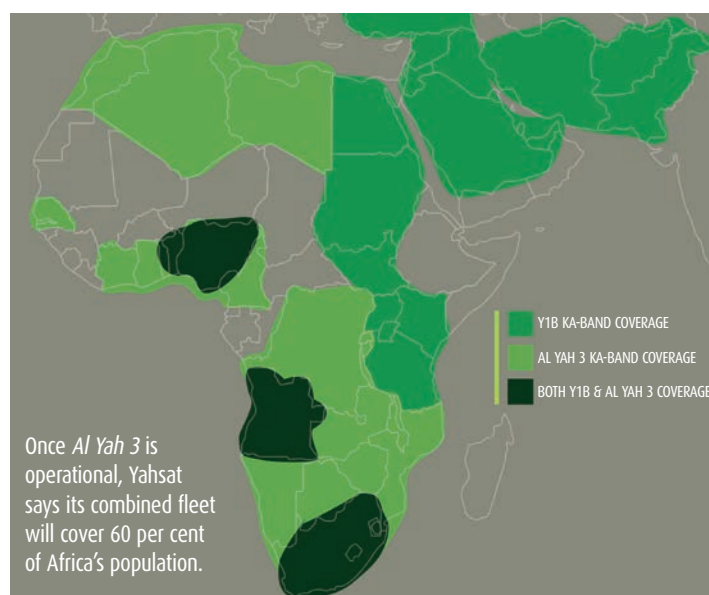 Y1B KA-BAND COVERAGE
AL YAH 3 KA-BAND COVERAGE
BOTH Y1B & AL YAH 3 COVERAGE
Once Al Yah 3 is
operational, Yahsat
says its combined fleet
will cover 60 per cent
of Africa's population.